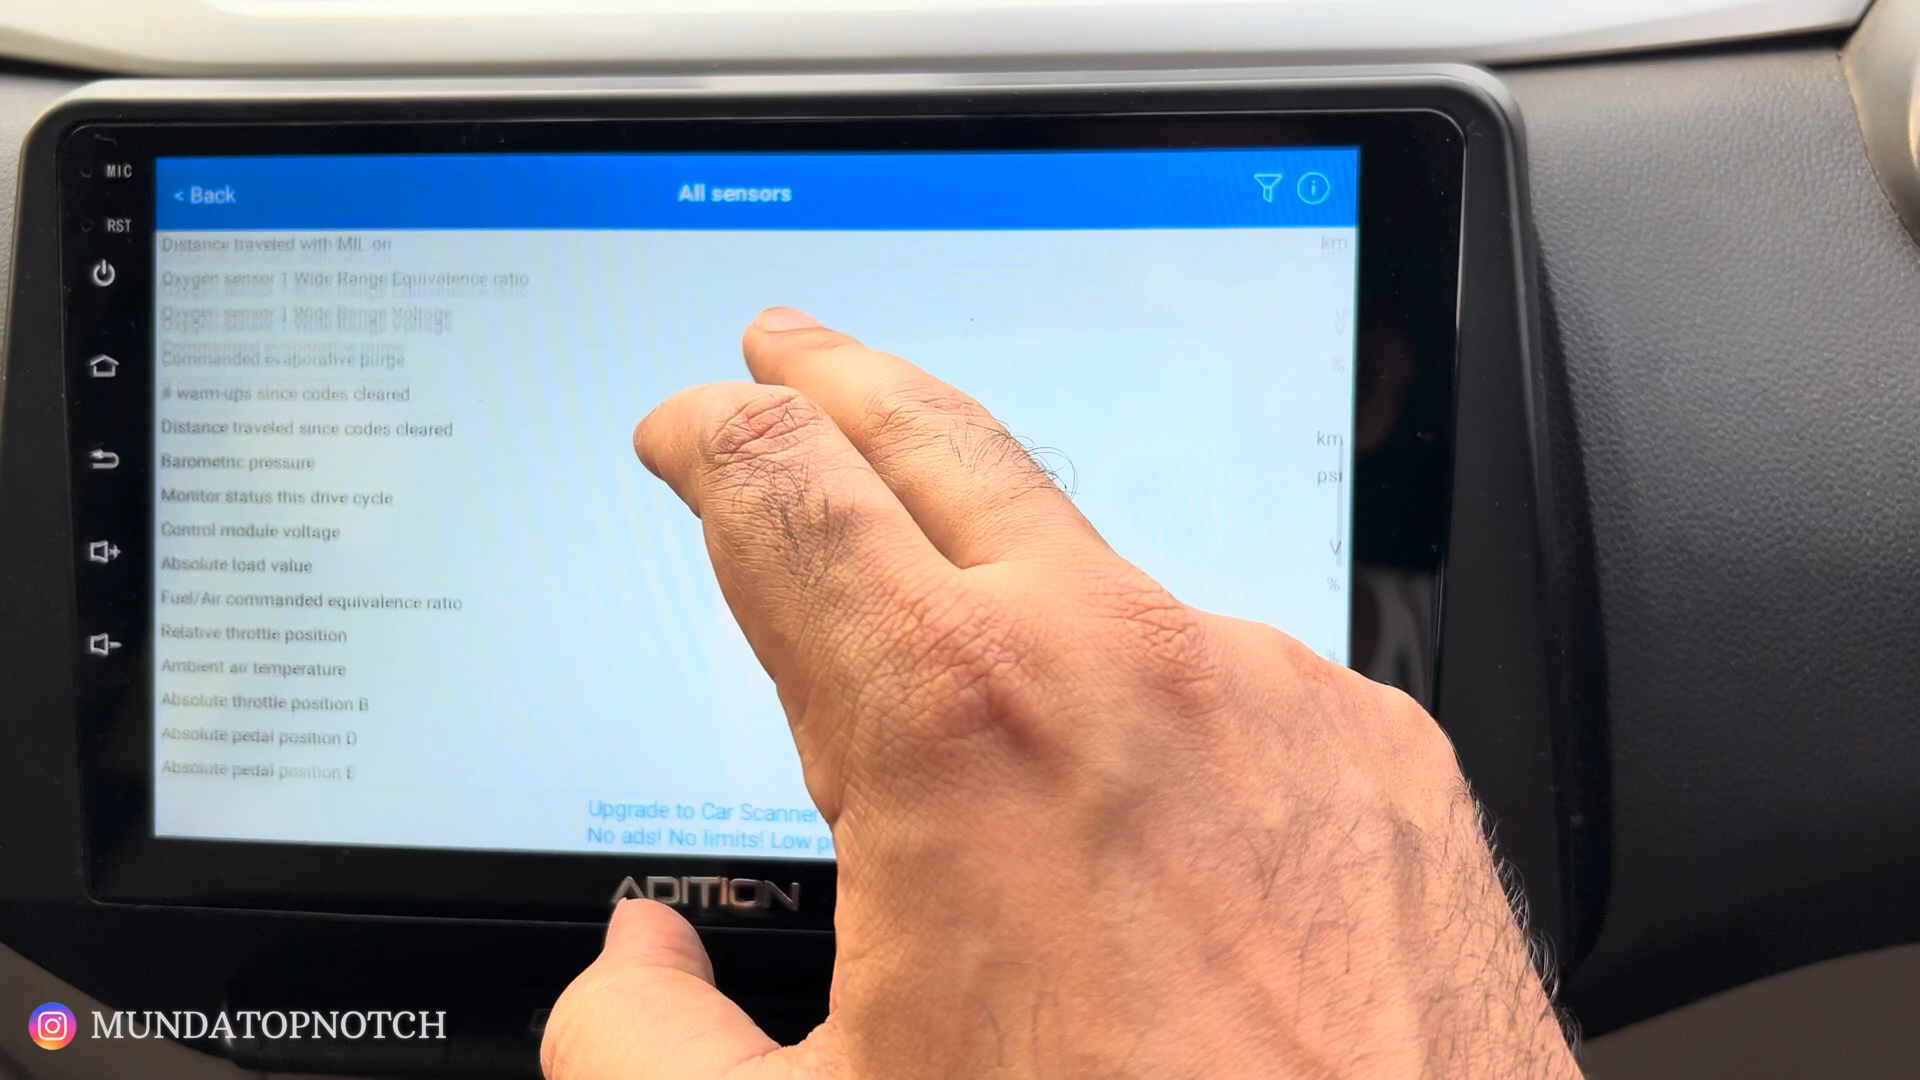 MIC
RST
< Back
All sensors
Distance traveled with MIL on
km
Oxygen sensor 1 Wide Range Equivalence ratio
Oxygen sensor 1 Wide Range Voltage
V
Commanded evaporative purge
%
# warm-ups since codes cleared
Distance traveled since codes cleared
km
Barometric pressure
psi
Monitor status this drive cycle
Control module voltage
V
Absolute load value
%
Fuel/Air commanded equivalence ratio
Relative throttle position
%
Ambient air temperature
Absolute throttle position B
Absolute pedal position D
Absolute pedal position E
Upgrade to Car Scanner
No ads! No limits! Low
ADITION
MUNDATOPNOTCH